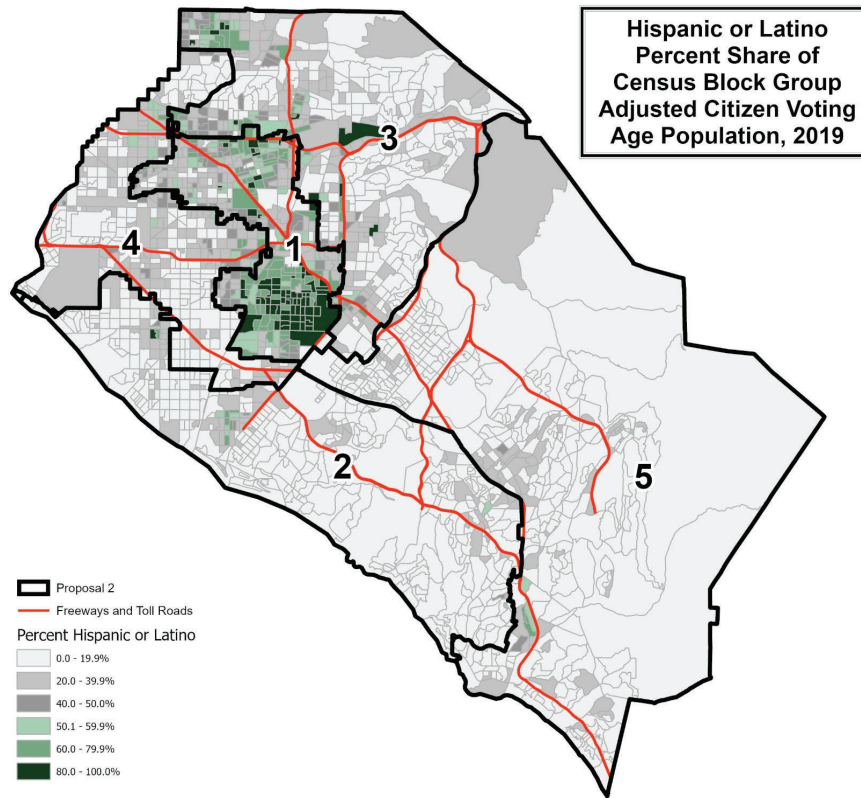 Hispanic or Latino
Percent Share of
Census Block Group
Adjusted Citizen Voting
Age Population, 2019
3
4
1
2
5
Proposal 2
Freeways and Toll Roads
Percent Hispanic or Latino
0.0 - 19.9%
20.0 - 39.9%
40.0 - 50.0%
50.1 - 59.9%
60.0 - 79.9%
80.0 - 100.0%